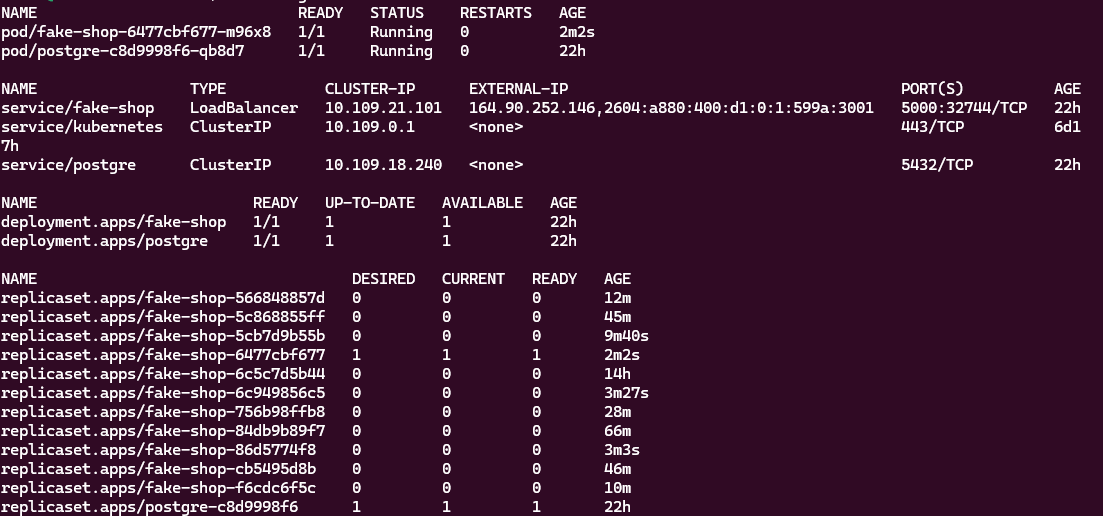 NAME READY STATUS RESTARTS AGE
pod/fake-shop-6477cbf677-m96x8 1/1 Running 0 2m2s
pod/postgre-c8d9998f6-qb8d7 1/1 Running 0 22h
NAME TYPE CLUSTER-IP EXTERNAL-IP PORT(S) AGE
service/fake-shop LoadBalancer 10.109.21.101 164.90.252.146,2604:a880:400:d1:0:1:599a:3001 5000:32744/TCP 22h
service/kubernetes ClusterIP 10.109.0.1 <none> 443/TCP 6d1
7h
service/postgre ClusterIP 10.109.18.240 <none> 5432/TCP 22h
NAME READY UP-TO-DATE AVAILABLE AGE
deployment.apps/fake-shop 1/1 1 1 22h
deployment.apps/postgre 1/1 1 1 22h
NAME DESIRED CURRENT READY AGE
replicaset.apps/fake-shop-566848857d 0 0 0 12m
replicaset.apps/fake-shop-5c868855ff 0 0 0 45m
replicaset.apps/fake-shop-5cb7d9b55b 0 0 0 9m40s
replicaset.apps/fake-shop-6477cbf677 1 1 1 2m2s
replicaset.apps/fake-shop-6c5c7d5b44 0 0 0 14h
replicaset.apps/fake-shop-6c949856c5 0 0 0 3m27s
replicaset.apps/fake-shop-756b98ffb8 0 0 0 28m
replicaset.apps/fake-shop-84db9b89f7 0 0 0 66m
replicaset.apps/fake-shop-86d5774f8 0 0 0 3m3s
replicaset.apps/fake-shop-cb5495d8b 0 0 0 46m
replicaset.apps/fake-shop-f6cdc6f5c 0 0 0 10m
replicaset.apps/postgre-c8d9998f6 1 1 1 22h